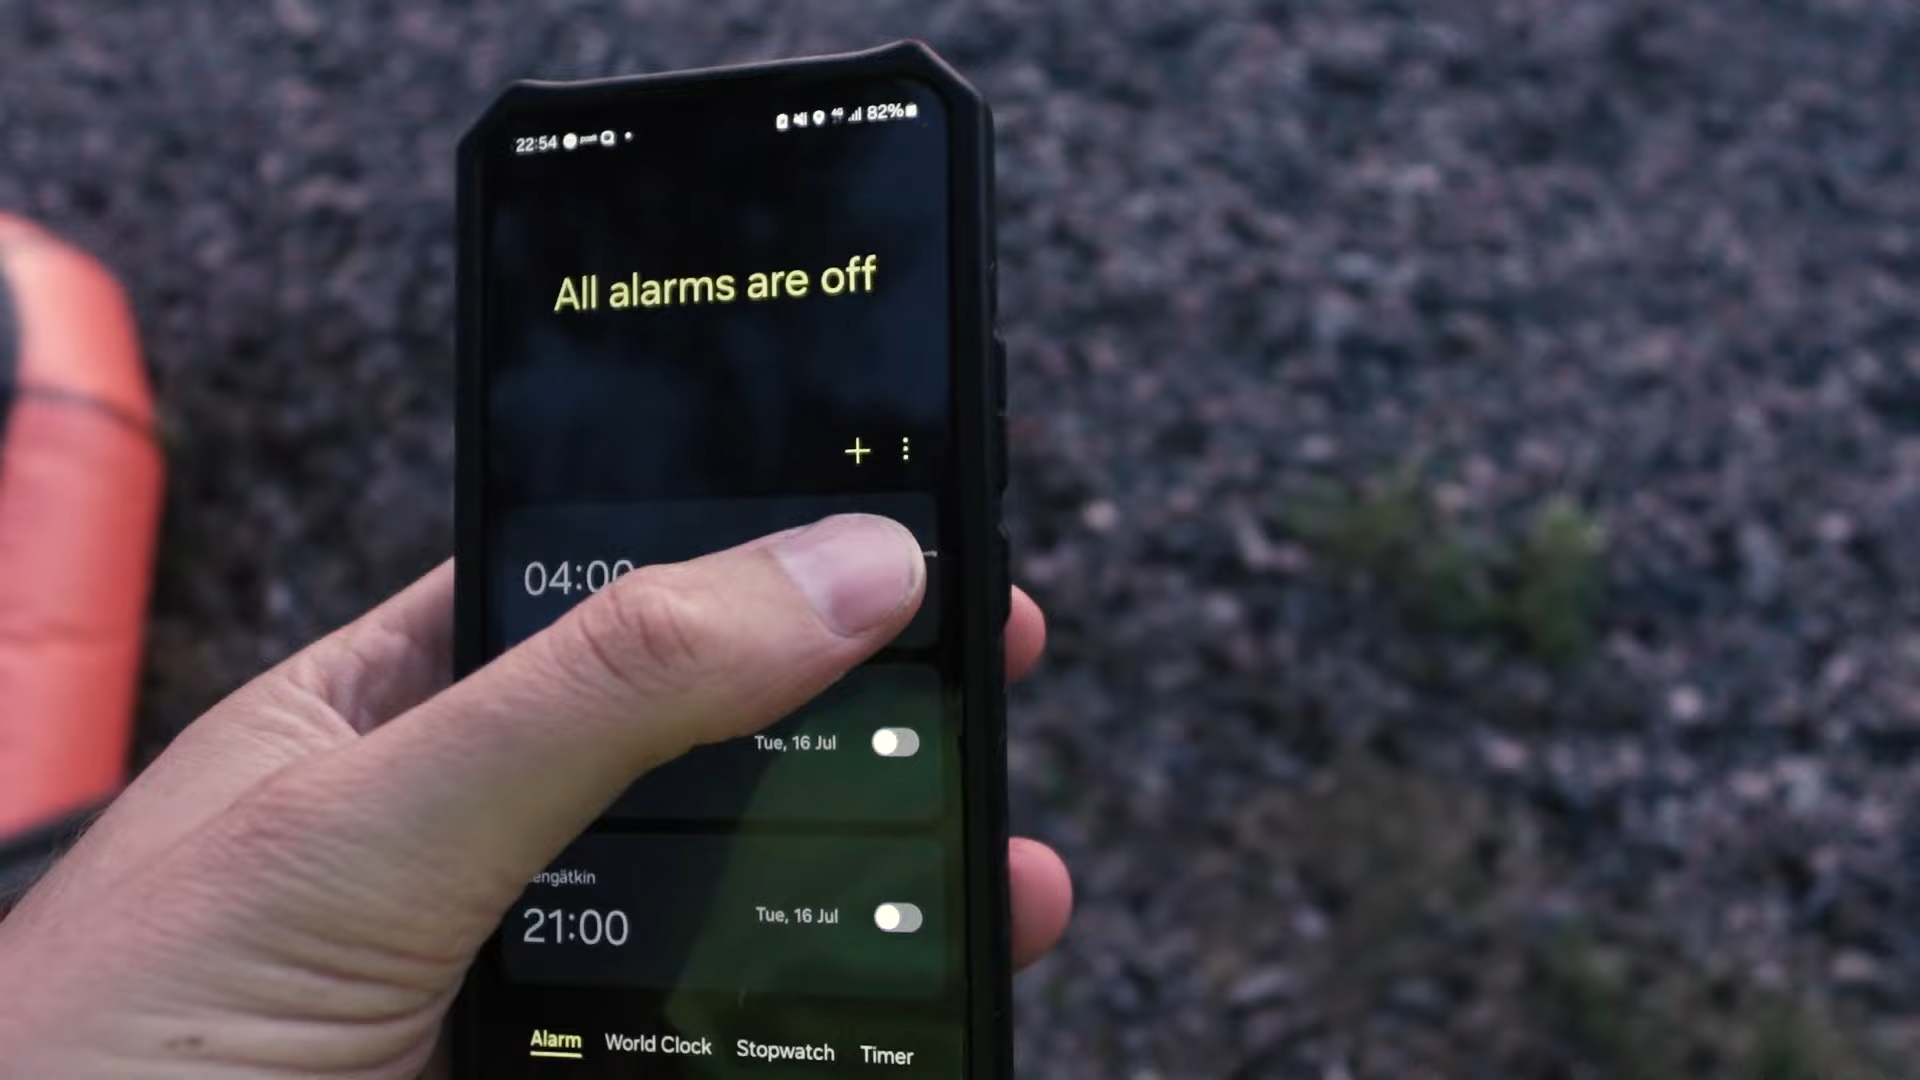 22:54 82%
All alarms are off
04:00
Tue, 16 Jul
engätkin
21:00 Tue, 16 Jul
Alarm World Clock Stopwatch Timer